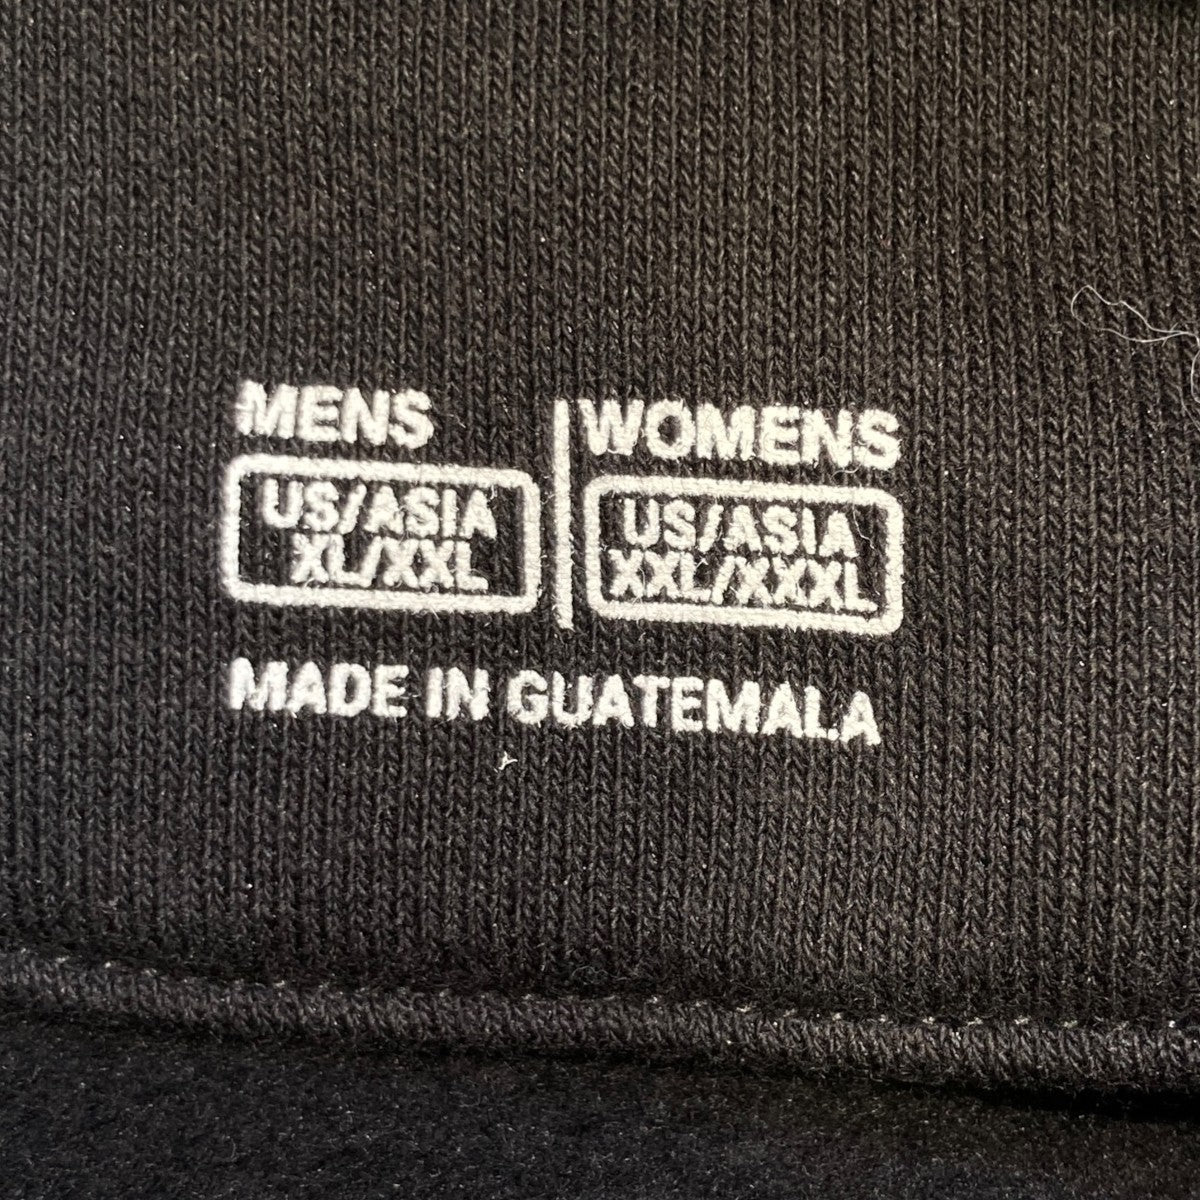 MENS
US/ASIA
XL/XXL
WOMENS
US/ASIA
XXL/XXXL
MADE IN GUATEMALA